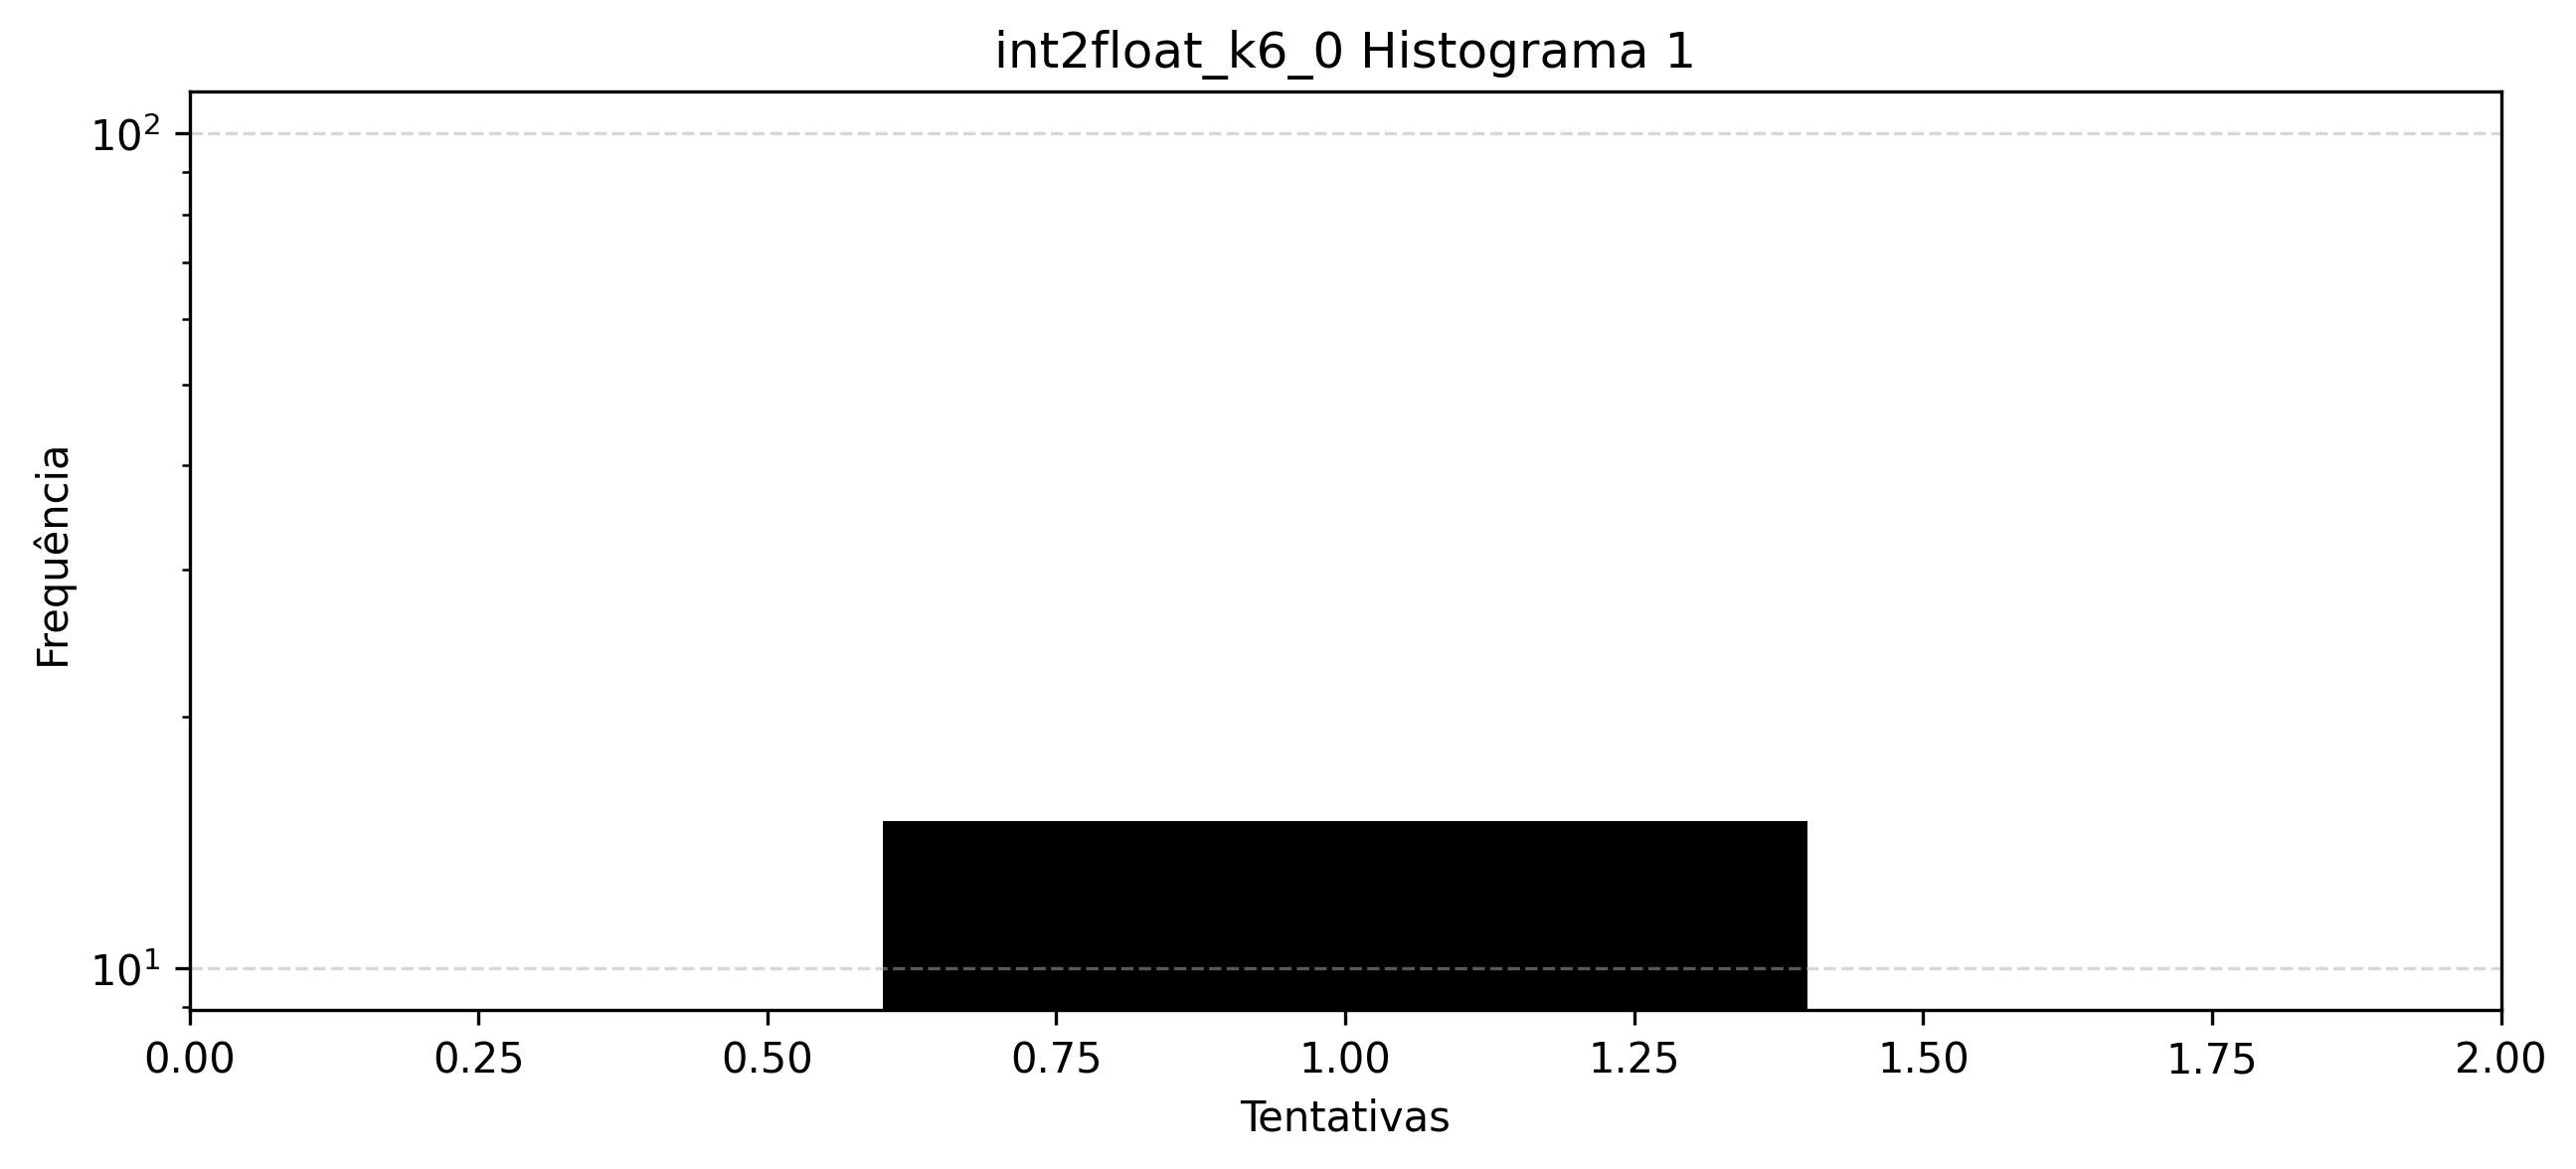 int2float_k6_0 Histograma 1
10²
10¹
Frequência
0.00 0.25 0.50 0.75 1.00 1.25 1.50 1.75 2.00
Tentativas